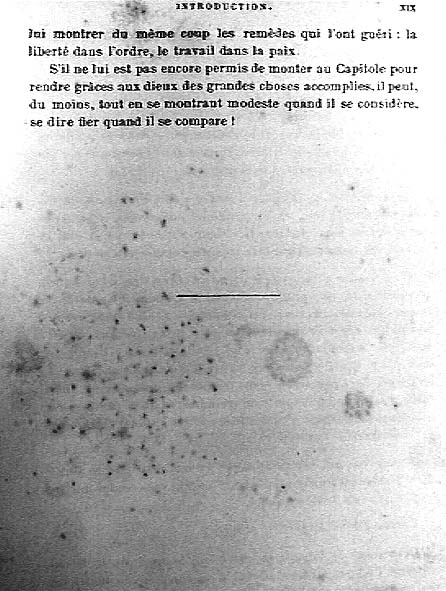 INTRODUCTION. XIX
lui montrer du même coup les remèdes qui l'ont guéri : la
liberté dans l'ordre, le travail dans la paix.
S'il ne lui est pas encore permis de monter au Capitole pour
rendre grâces aux dieux des grandes choses accomplies, il peut,
du moins, tout en se montrant modeste quand il se considère,
se dire fier quand il se compare !